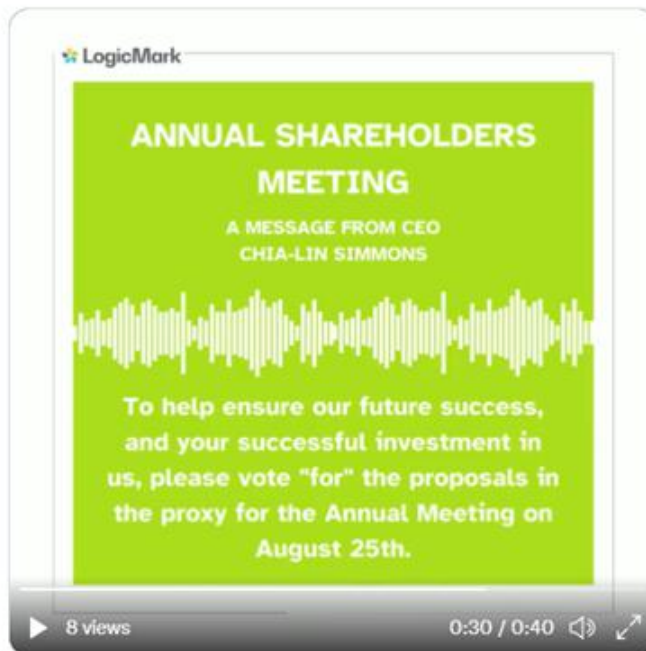 LogicMark
ANNUAL SHAREHOLDERS
MEETING
A MESSAGE FROM CEO
CHIA-LIN SIMMONS
To help ensure our future success,
and your successful investment in
us, please vote "for" the proposals in
the proxy for the Annual Meeting on
August 25th.
8 views
0:30 / 0:40